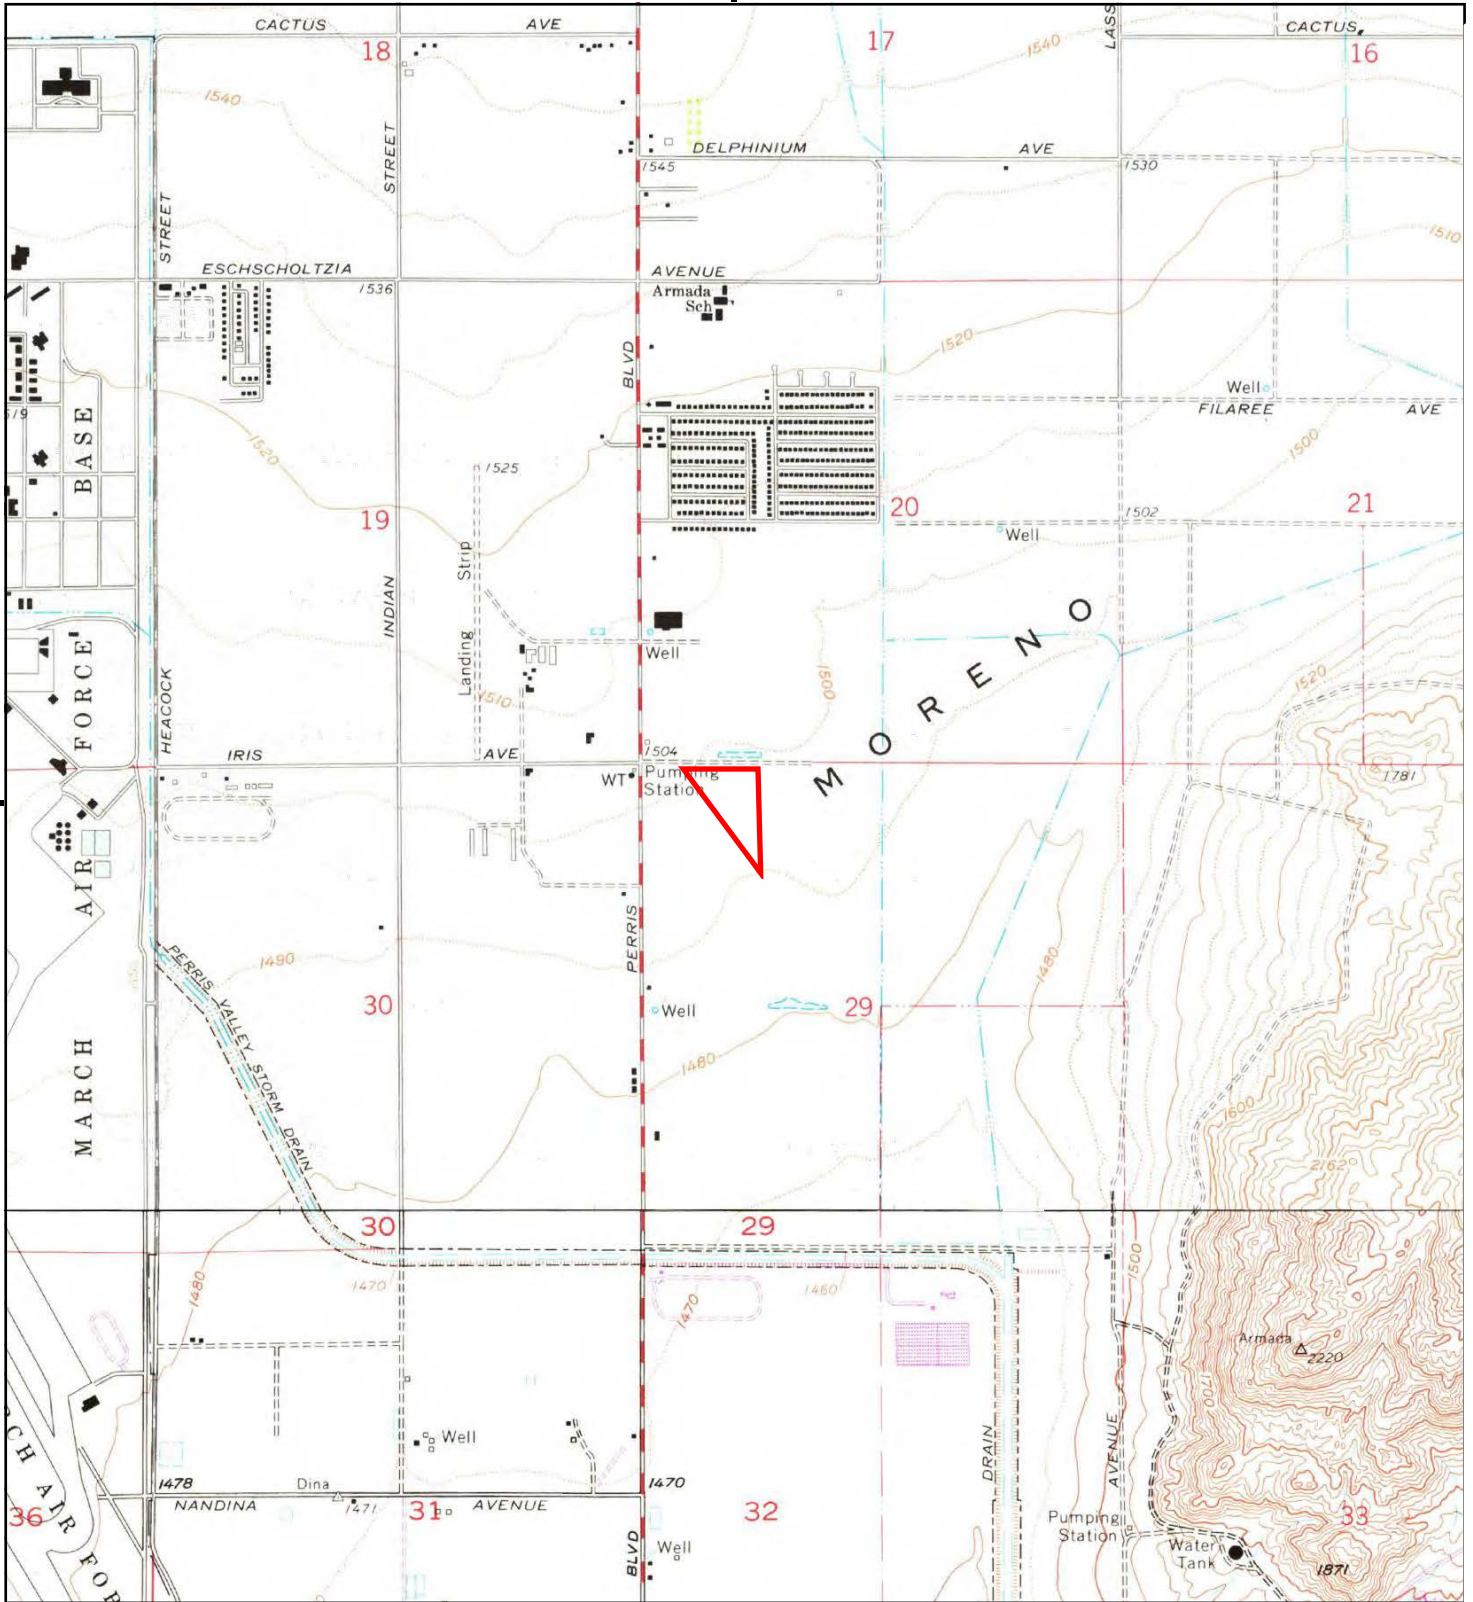 CACTUS AVE
CACTUS
18
17
16
LASS
1540
1540
STREET
STREET
DELPHINIUM AVE
1545
1530
1510
ESCHSCHOLTZIA
AVENUE
1536
Armada
Sch
BLVD
1520
Well
FILAREE AVE
BASE
1520
1525
1500
19
20
21
1502
Well
Landing Strip
INDIAN
HEACOCK
FORCE
Well
1510
1500
1520
MORENO
IRIS AVE
1504
WT
Pumping
Station
1781
AIR
MARCH
PERRIS
1490
1480
PERRIS VALLEY STORM DRAIN
30
Well
29
1480
1600
2162
30
29
1480
1470
1470
1460
1500
Armada
2220
1700
DRAIN
AVENUE
Well
1478
Dina
1471
1470
NANDINA AVENUE
36
31
32
33
BLVD
Well
Pumping
Station
Water
Tank
1871
RCH AIR FOR